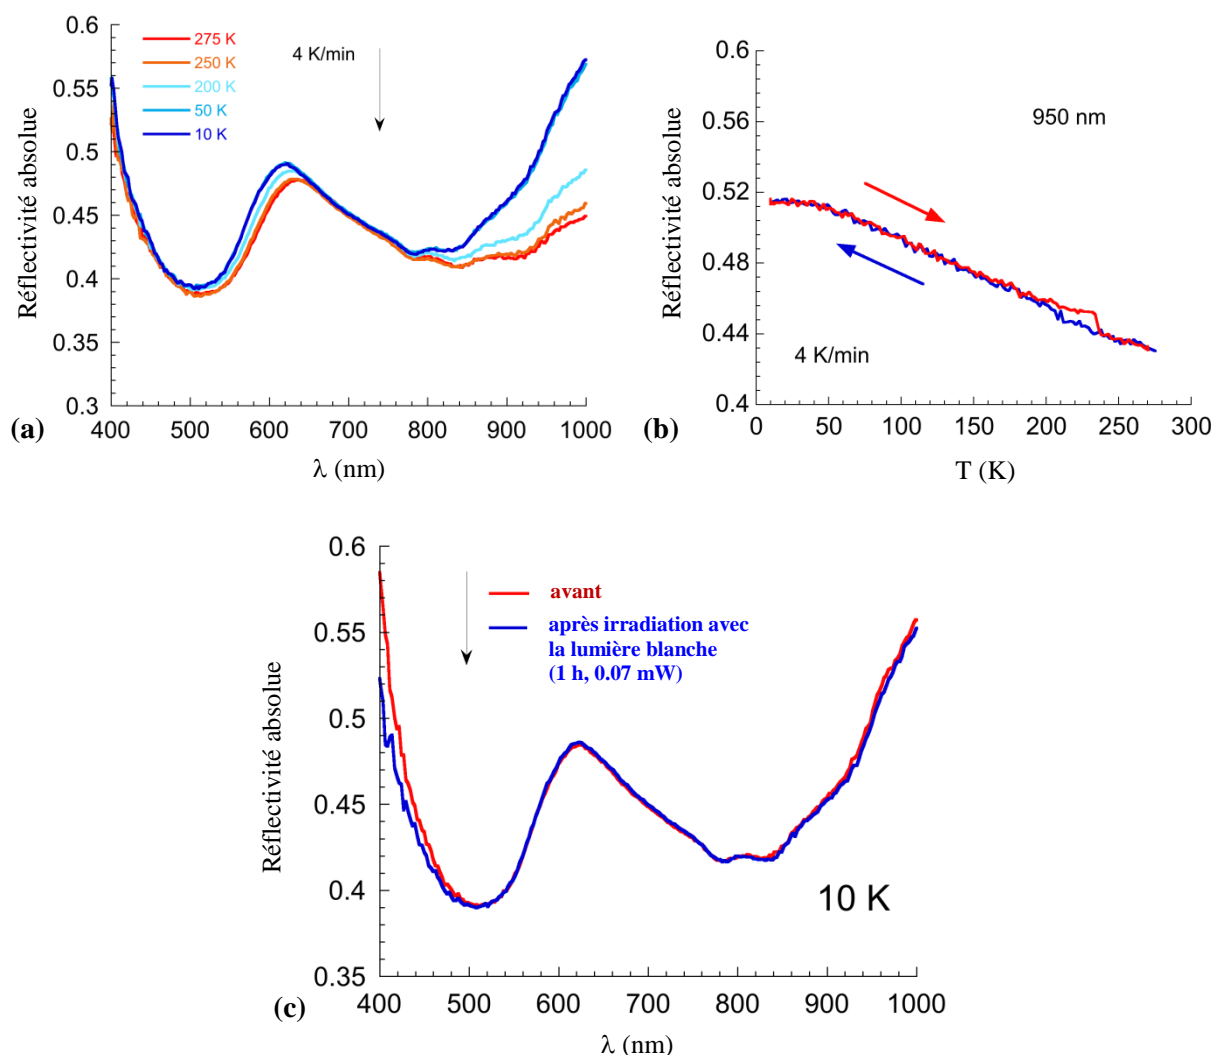 0.6
0.55
0.5
0.45
0.4
0.35
0.3
Réflectivité absolue
275 K
250 K
200 K
50 K
10 K
4 K/min
400 500 600 700 800 900 1000
λ (nm)
(a)
0.6
0.56
0.52
0.48
0.44
0.4
Réflectivité absolue
950 nm
4 K/min
0 50 100 150 200 250 300
T (K)
(b)
0.6
0.55
0.5
0.45
0.4
0.35
Réflectivité absolue
avant
après irradiation avec
la lumière blanche
(1 h, 0.07 mW)
10 K
400 500 600 700 800 900 1000
λ (nm)
(c)